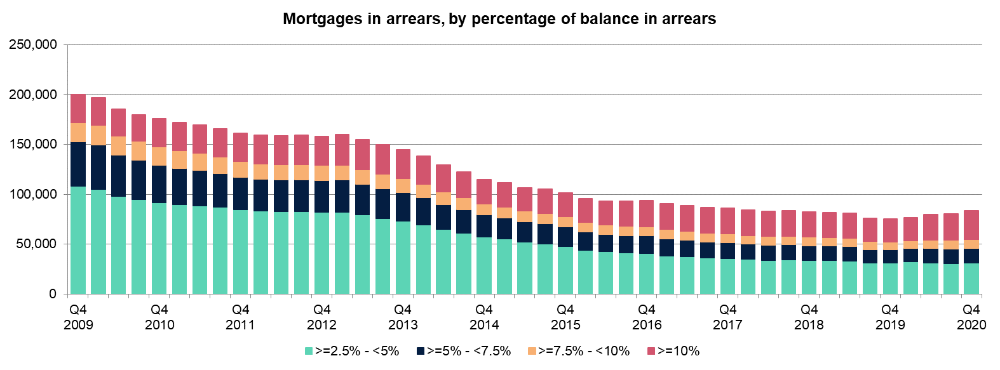 Mortgages in arrears, by percentage of balance in arrears
250,000
200,000
150,000
100,000
50,000
0
Q4 Q4 Q4 Q4 Q4 Q4 Q4 Q4 Q4 Q4 Q4 Q4
2009 2010 2011 2012 2013 2014 2015 2016 2017 2018 2019 2020
>=2.5% - <5% >=5% - <7.5% >=7.5% - <10% >=10%